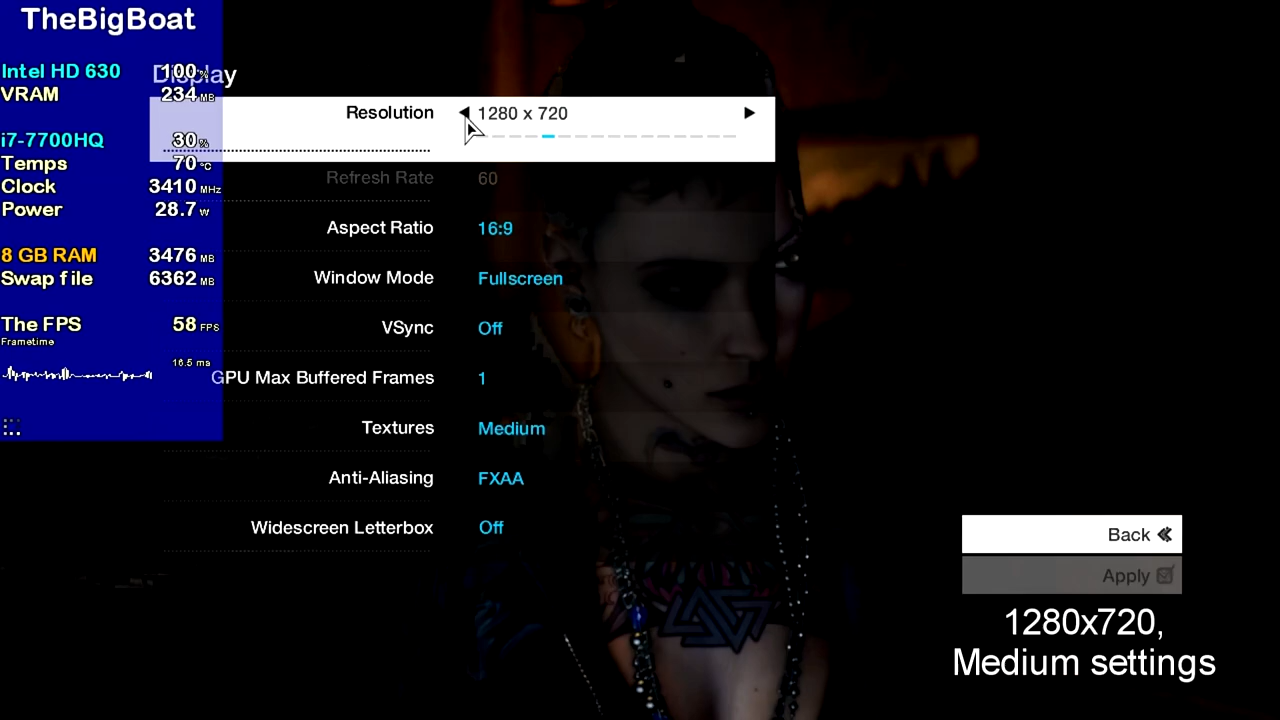 TheBigBoat
Intel HD 630 100 %
VRAM 234 MB
i7-7700HQ 30 %
Temps 70 °C
Clock 3410 MHz
Power 28.7 W
8 GB RAM 3476 MB
Swap file 6362 MB
The FPS 58 FPS
Frametime
16.5 ms
Display
Resolution 1280 x 720
Refresh Rate 60
Aspect Ratio 16:9
Window Mode Fullscreen
VSync Off
GPU Max Buffered Frames 1
Textures Medium
Anti-Aliasing FXAA
Widescreen Letterbox Off
Back
Apply
1280x720,
Medium settings